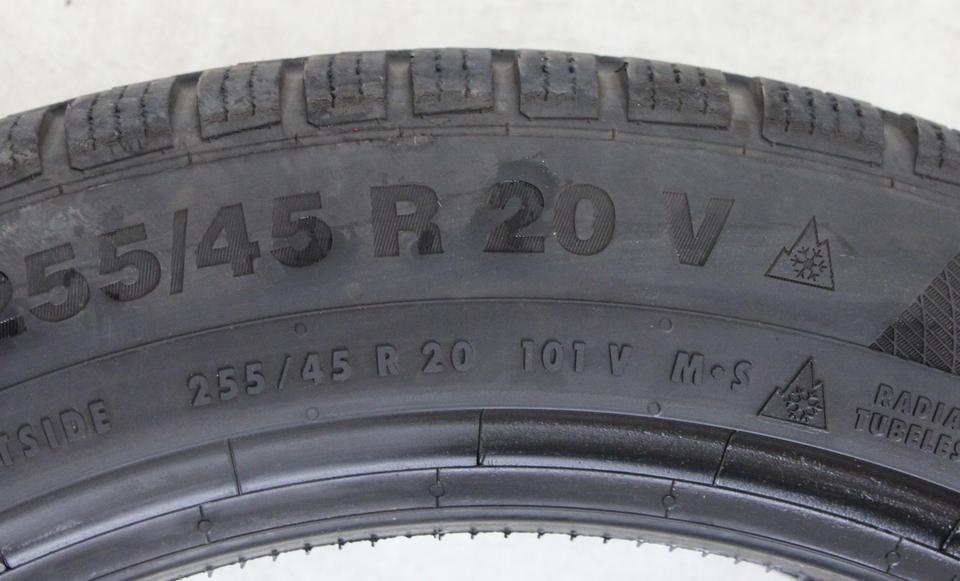 255/45 R 20 V
255/45 R 20 101 V M•S
RADIA
TUBELES
TSIDE